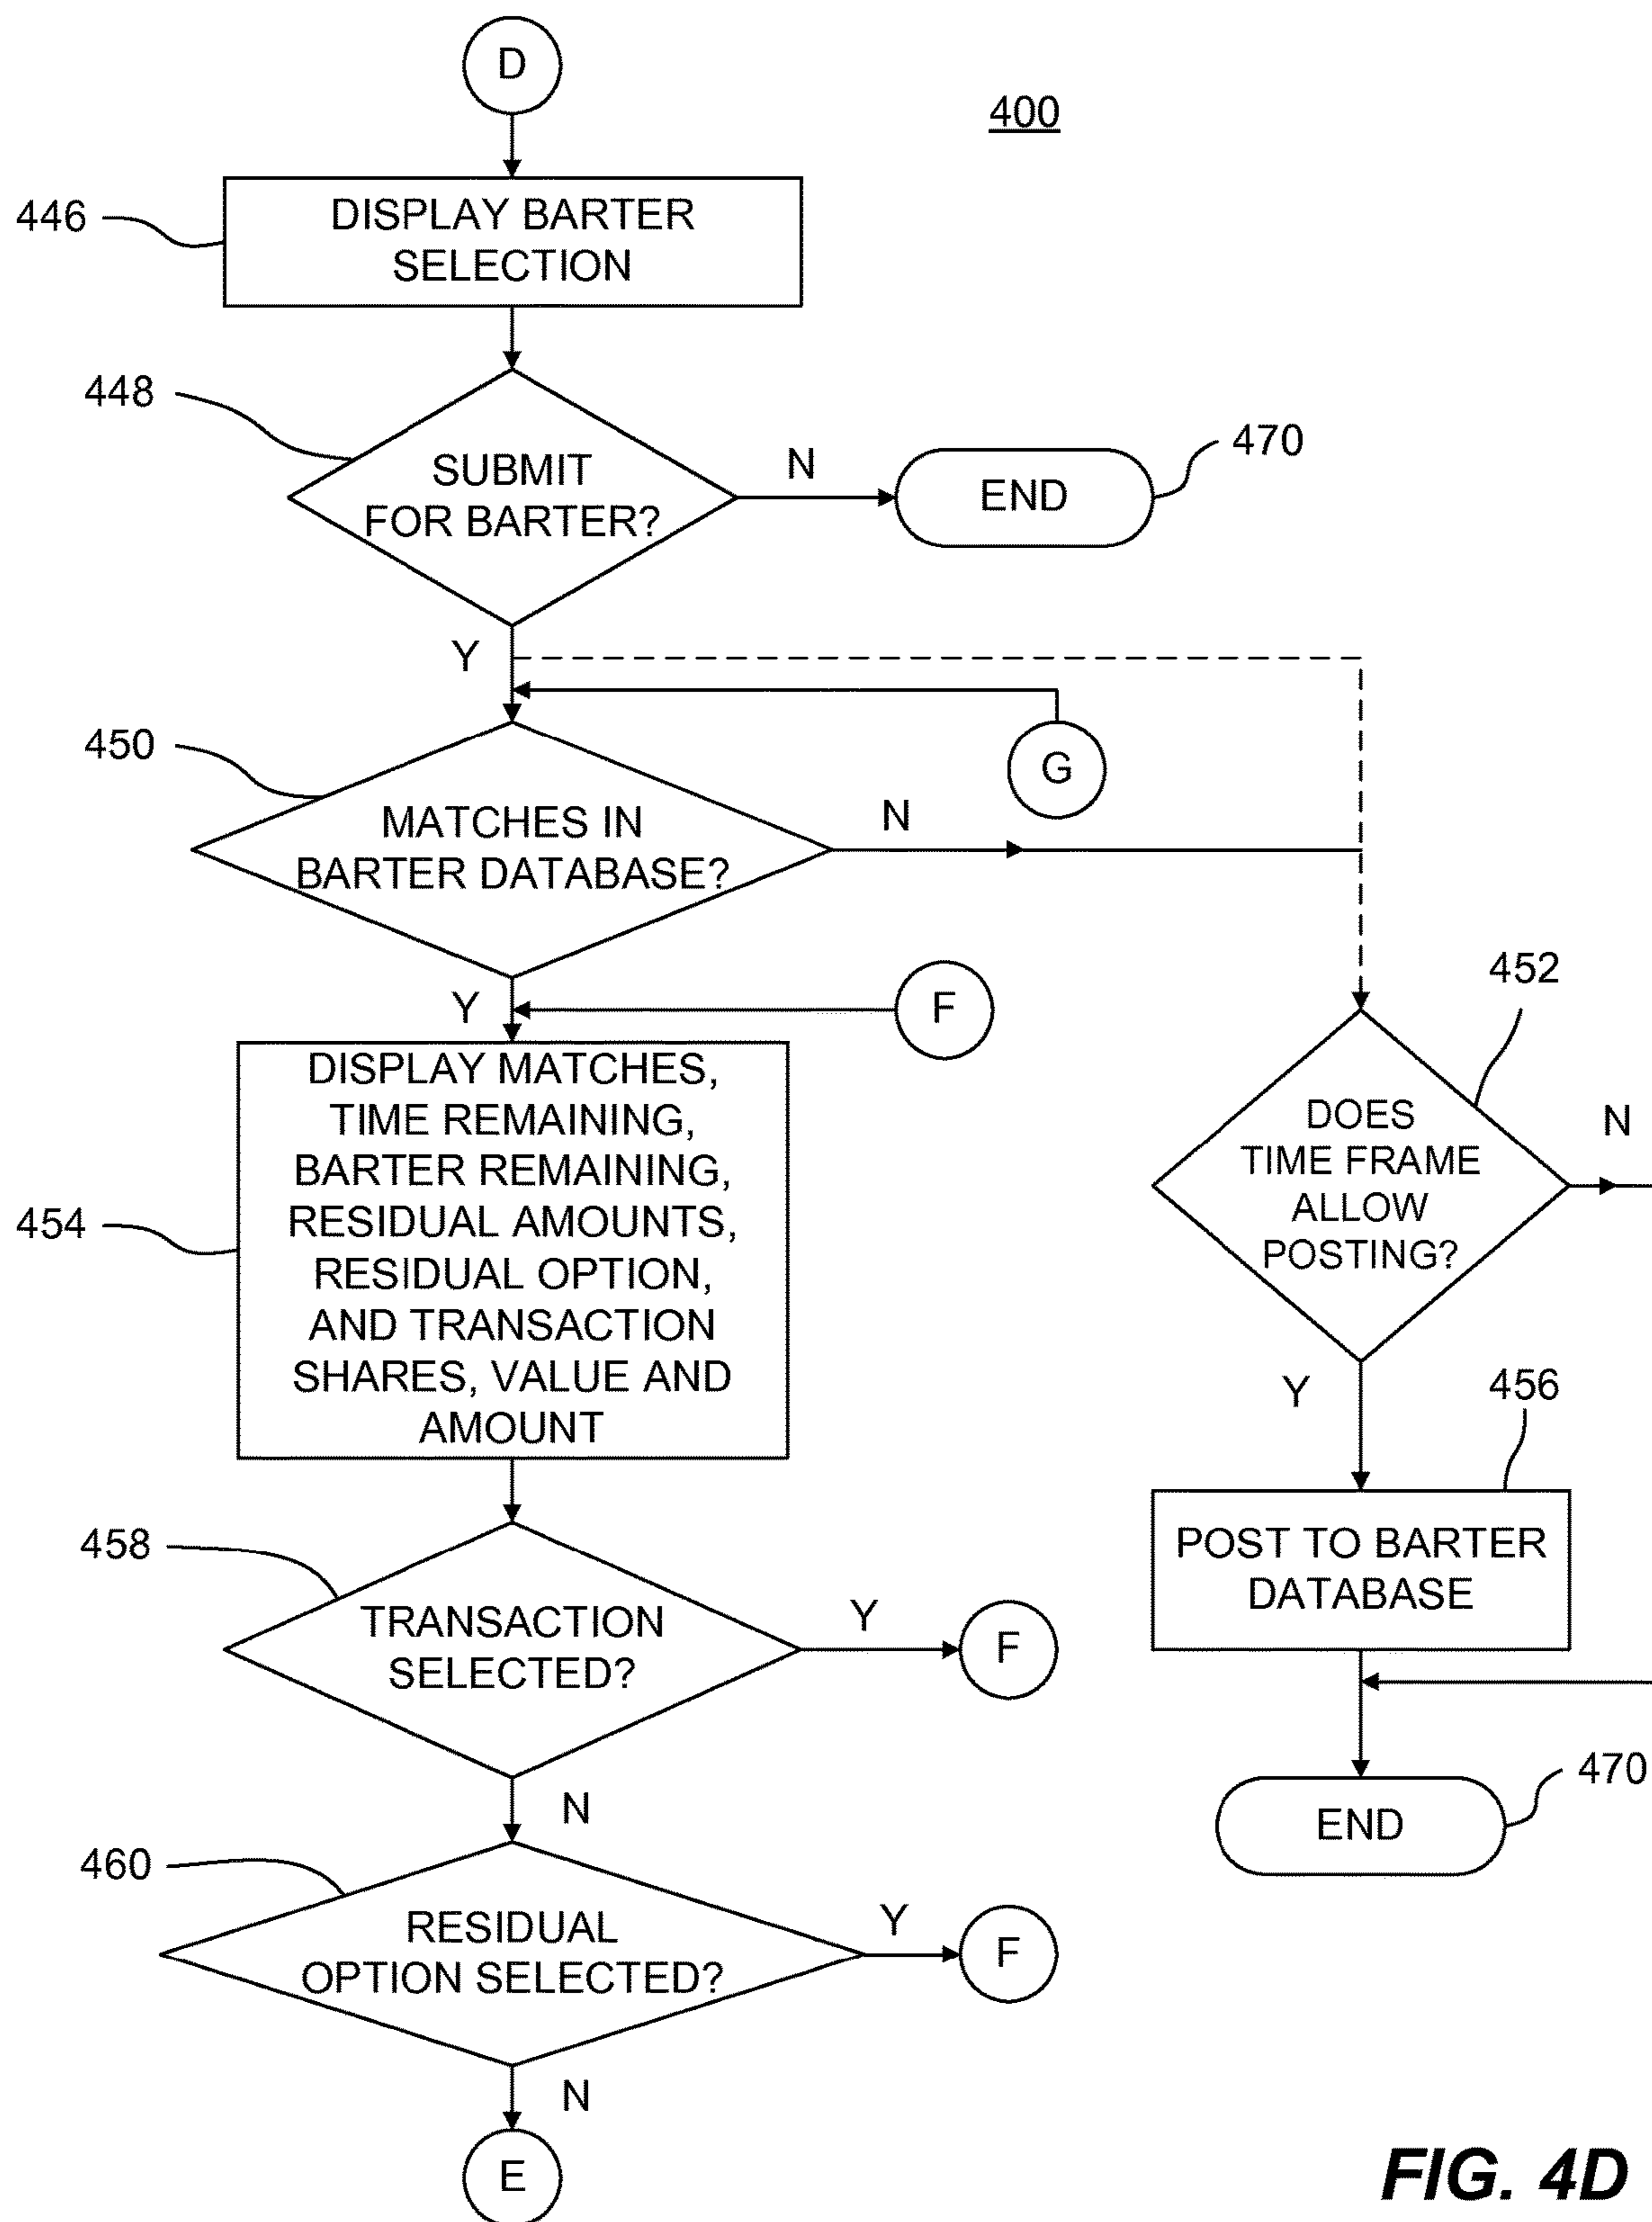 D
400
446
DISPLAY BARTER
SELECTION
448
SUBMIT
FOR BARTER?
N
END
470
Y
G
450
MATCHES IN
BARTER DATABASE?
N
Y
F
452
454
DISPLAY MATCHES,
TIME REMAINING,
BARTER REMAINING,
RESIDUAL AMOUNTS,
RESIDUAL OPTION,
AND TRANSACTION
SHARES, VALUE AND
AMOUNT
DOES
TIME FRAME
ALLOW
POSTING?
N
Y
456
POST TO BARTER
DATABASE
458
TRANSACTION
SELECTED?
Y
F
N
END
470
460
RESIDUAL
OPTION SELECTED?
Y
F
N
E
FIG. 4D